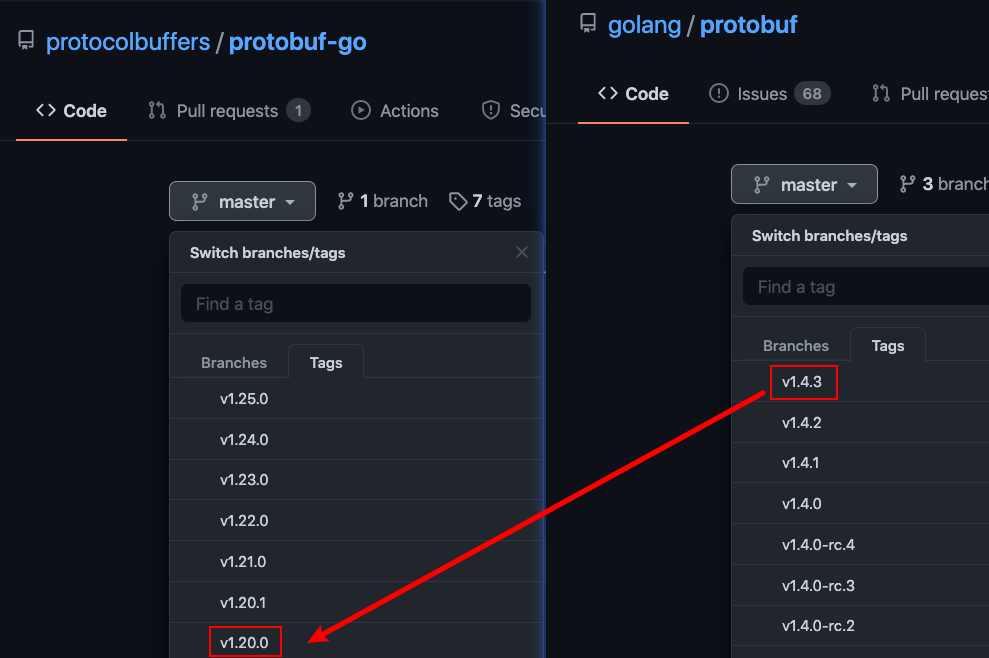 protocolbuffers / protobuf-go
Code
Pull requests 1
Actions
Secu
master
1 branch
7 tags
Switch branches/tags
Find a tag
Branches
Tags
v1.25.0
v1.24.0
v1.23.0
v1.22.0
v1.21.0
v1.20.1
v1.20.0
golang / protobuf
Code
Issues 68
Pull reques
master
3 branch
Switch branches/tags
Find a tag
Branches
Tags
v1.4.3
v1.4.2
v1.4.1
v1.4.0
v1.4.0-rc.4
v1.4.0-rc.3
v1.4.0-rc.2